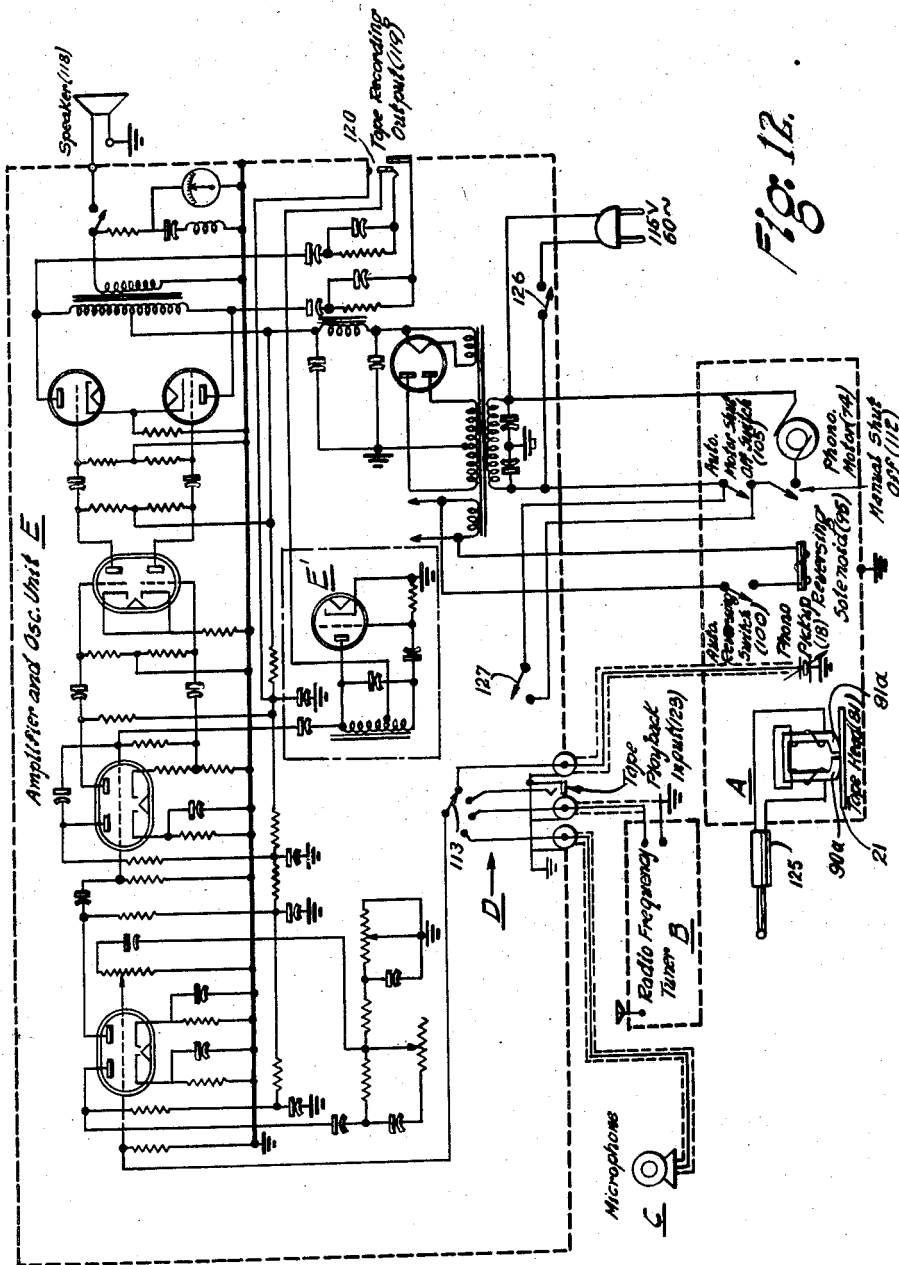 Amplifier and Osc. Unit E
Speaker (118)
120
Tape Recording
Output (119)
E'
126
115V
60~
127
113
D
Tape
Playback
Input (123)
Radio Frequency
Tuner B
Microphone
C
Auto.
Motor Shut
Off Switch
(105)
Phono.
Motor (74)
Manual Shut
Off (112)
Auto.
Reversing
Switch
(100)
Phono
Pickup
(18)
Reversing
Solenoid (96)
A
125
Tape Head (31)
90a
21
81a
Fig. 12.